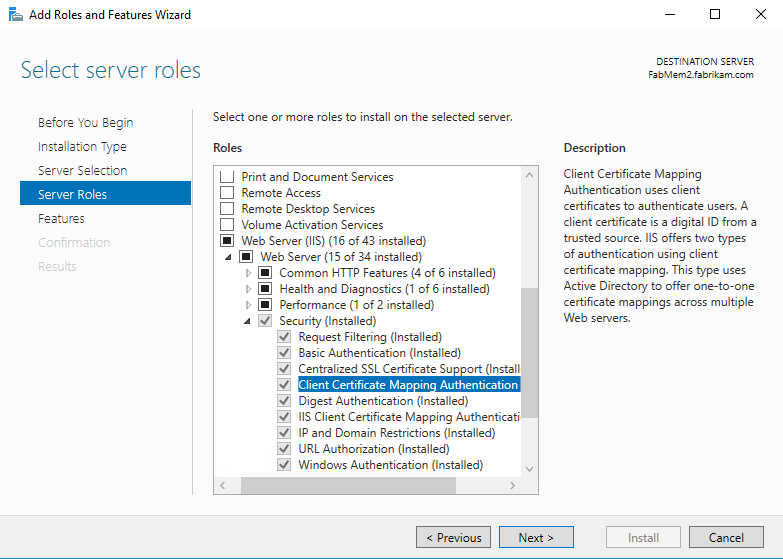 Add Roles and Features Wizard
Select server roles
DESTINATION SERVER
FabMem2.fabrikam.com
Before You Begin
Installation Type
Server Selection
Server Roles
Features
Confirmation
Results
Select one or more roles to install on the selected server.
Roles
Print and Document Services
Remote Access
Remote Desktop Services
Volume Activation Services
Web Server (IIS) (16 of 43 installed)
Web Server (15 of 34 installed)
Common HTTP Features (4 of 6 installed)
Health and Diagnostics (1 of 6 installed)
Performance (1 of 2 installed)
Security (Installed)
Request Filtering (Installed)
Basic Authentication (Installed)
Centralized SSL Certificate Support (Install
Client Certificate Mapping Authentication
Digest Authentication (Installed)
IIS Client Certificate Mapping Authenticati
IP and Domain Restrictions (Installed)
URL Authorization (Installed)
Windows Authentication (Installed)
Description
Client Certificate Mapping
Authentication uses client
certificates to authenticate users. A
client certificate is a digital ID from a
trusted source. IIS offers two types
of authentication using client
certificate mapping. This type uses
Active Directory to offer one-to-one
certificate mappings across multiple
Web servers.
< Previous
Next >
Install
Cancel